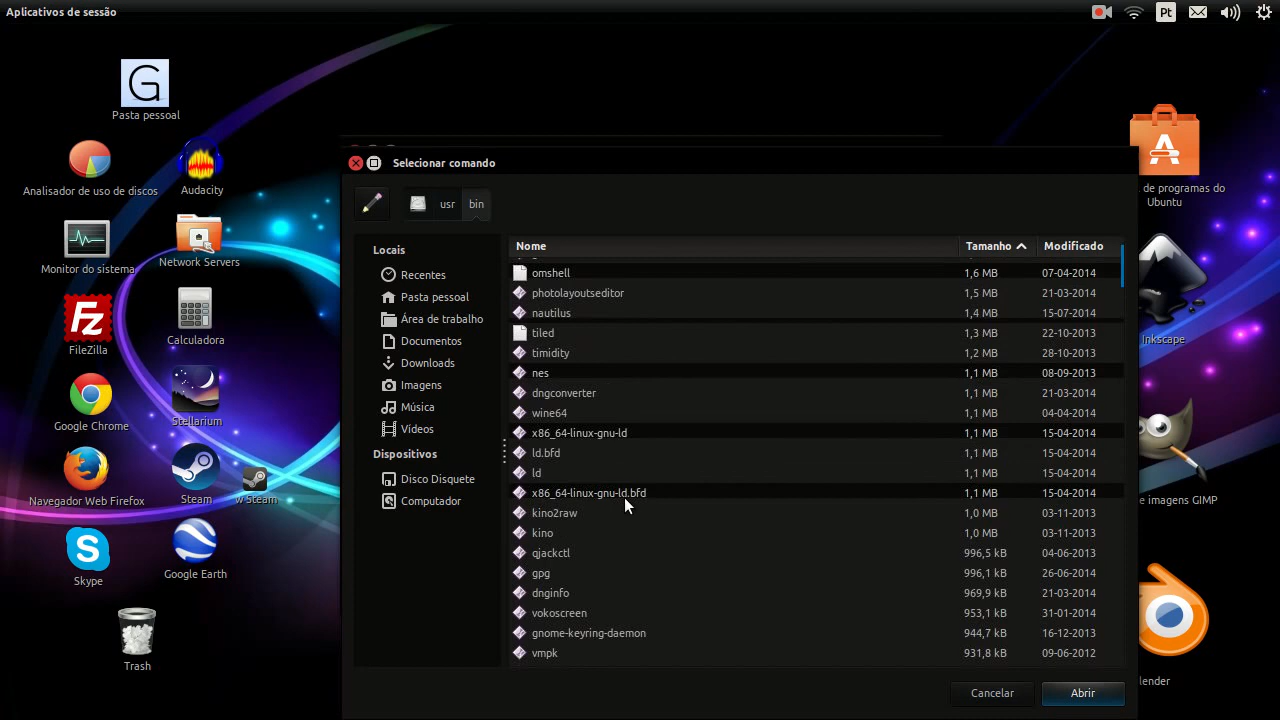 Aplicativos de sessão
Pt
G
Pasta pessoal
Analisador de uso de discos
Audacity
Monitor do sistema
Network Servers
Fz
FileZilla
Calculadora
Google Chrome
Stellarium
Navegador Web Firefox
Steam
w Steam
S
Skype
Google Earth
Trash
Selecionar comando
usr
bin
Locais
Recentes
Pasta pessoal
Área de trabalho
Documentos
Downloads
Imagens
Música
Vídeos
Dispositivos
Disco Disquete
Computador
Nome Tamanho Modificado
omshell 1,6 MB 07-04-2014
photolayoutseditor 1,5 MB 21-03-2014
nautilus 1,4 MB 15-07-2014
tiled 1,3 MB 22-10-2013
timidity 1,2 MB 28-10-2013
nes 1,1 MB 08-09-2013
dngconverter 1,1 MB 21-03-2014
wine64 1,1 MB 04-04-2014
x86_64-linux-gnu-ld 1,1 MB 15-04-2014
ld.bfd 1,1 MB 15-04-2014
ld 1,1 MB 15-04-2014
x86_64-linux-gnu-ld.bfd 1,1 MB 15-04-2014
kino2raw 1,0 MB 03-11-2013
kino 1,0 MB 03-11-2013
qjackctl 996,5 kB 04-06-2013
gpg 996,1 kB 26-06-2014
dnginfo 969,9 kB 21-03-2014
vokoscreen 953,1 kB 31-01-2014
gnome-keyring-daemon 944,7 kB 16-12-2013
vmpk 931,8 kB 09-06-2012
Cancelar
Abrir
A
de programas do
Ubuntu
Inkscape
e imagens GIMP
lender